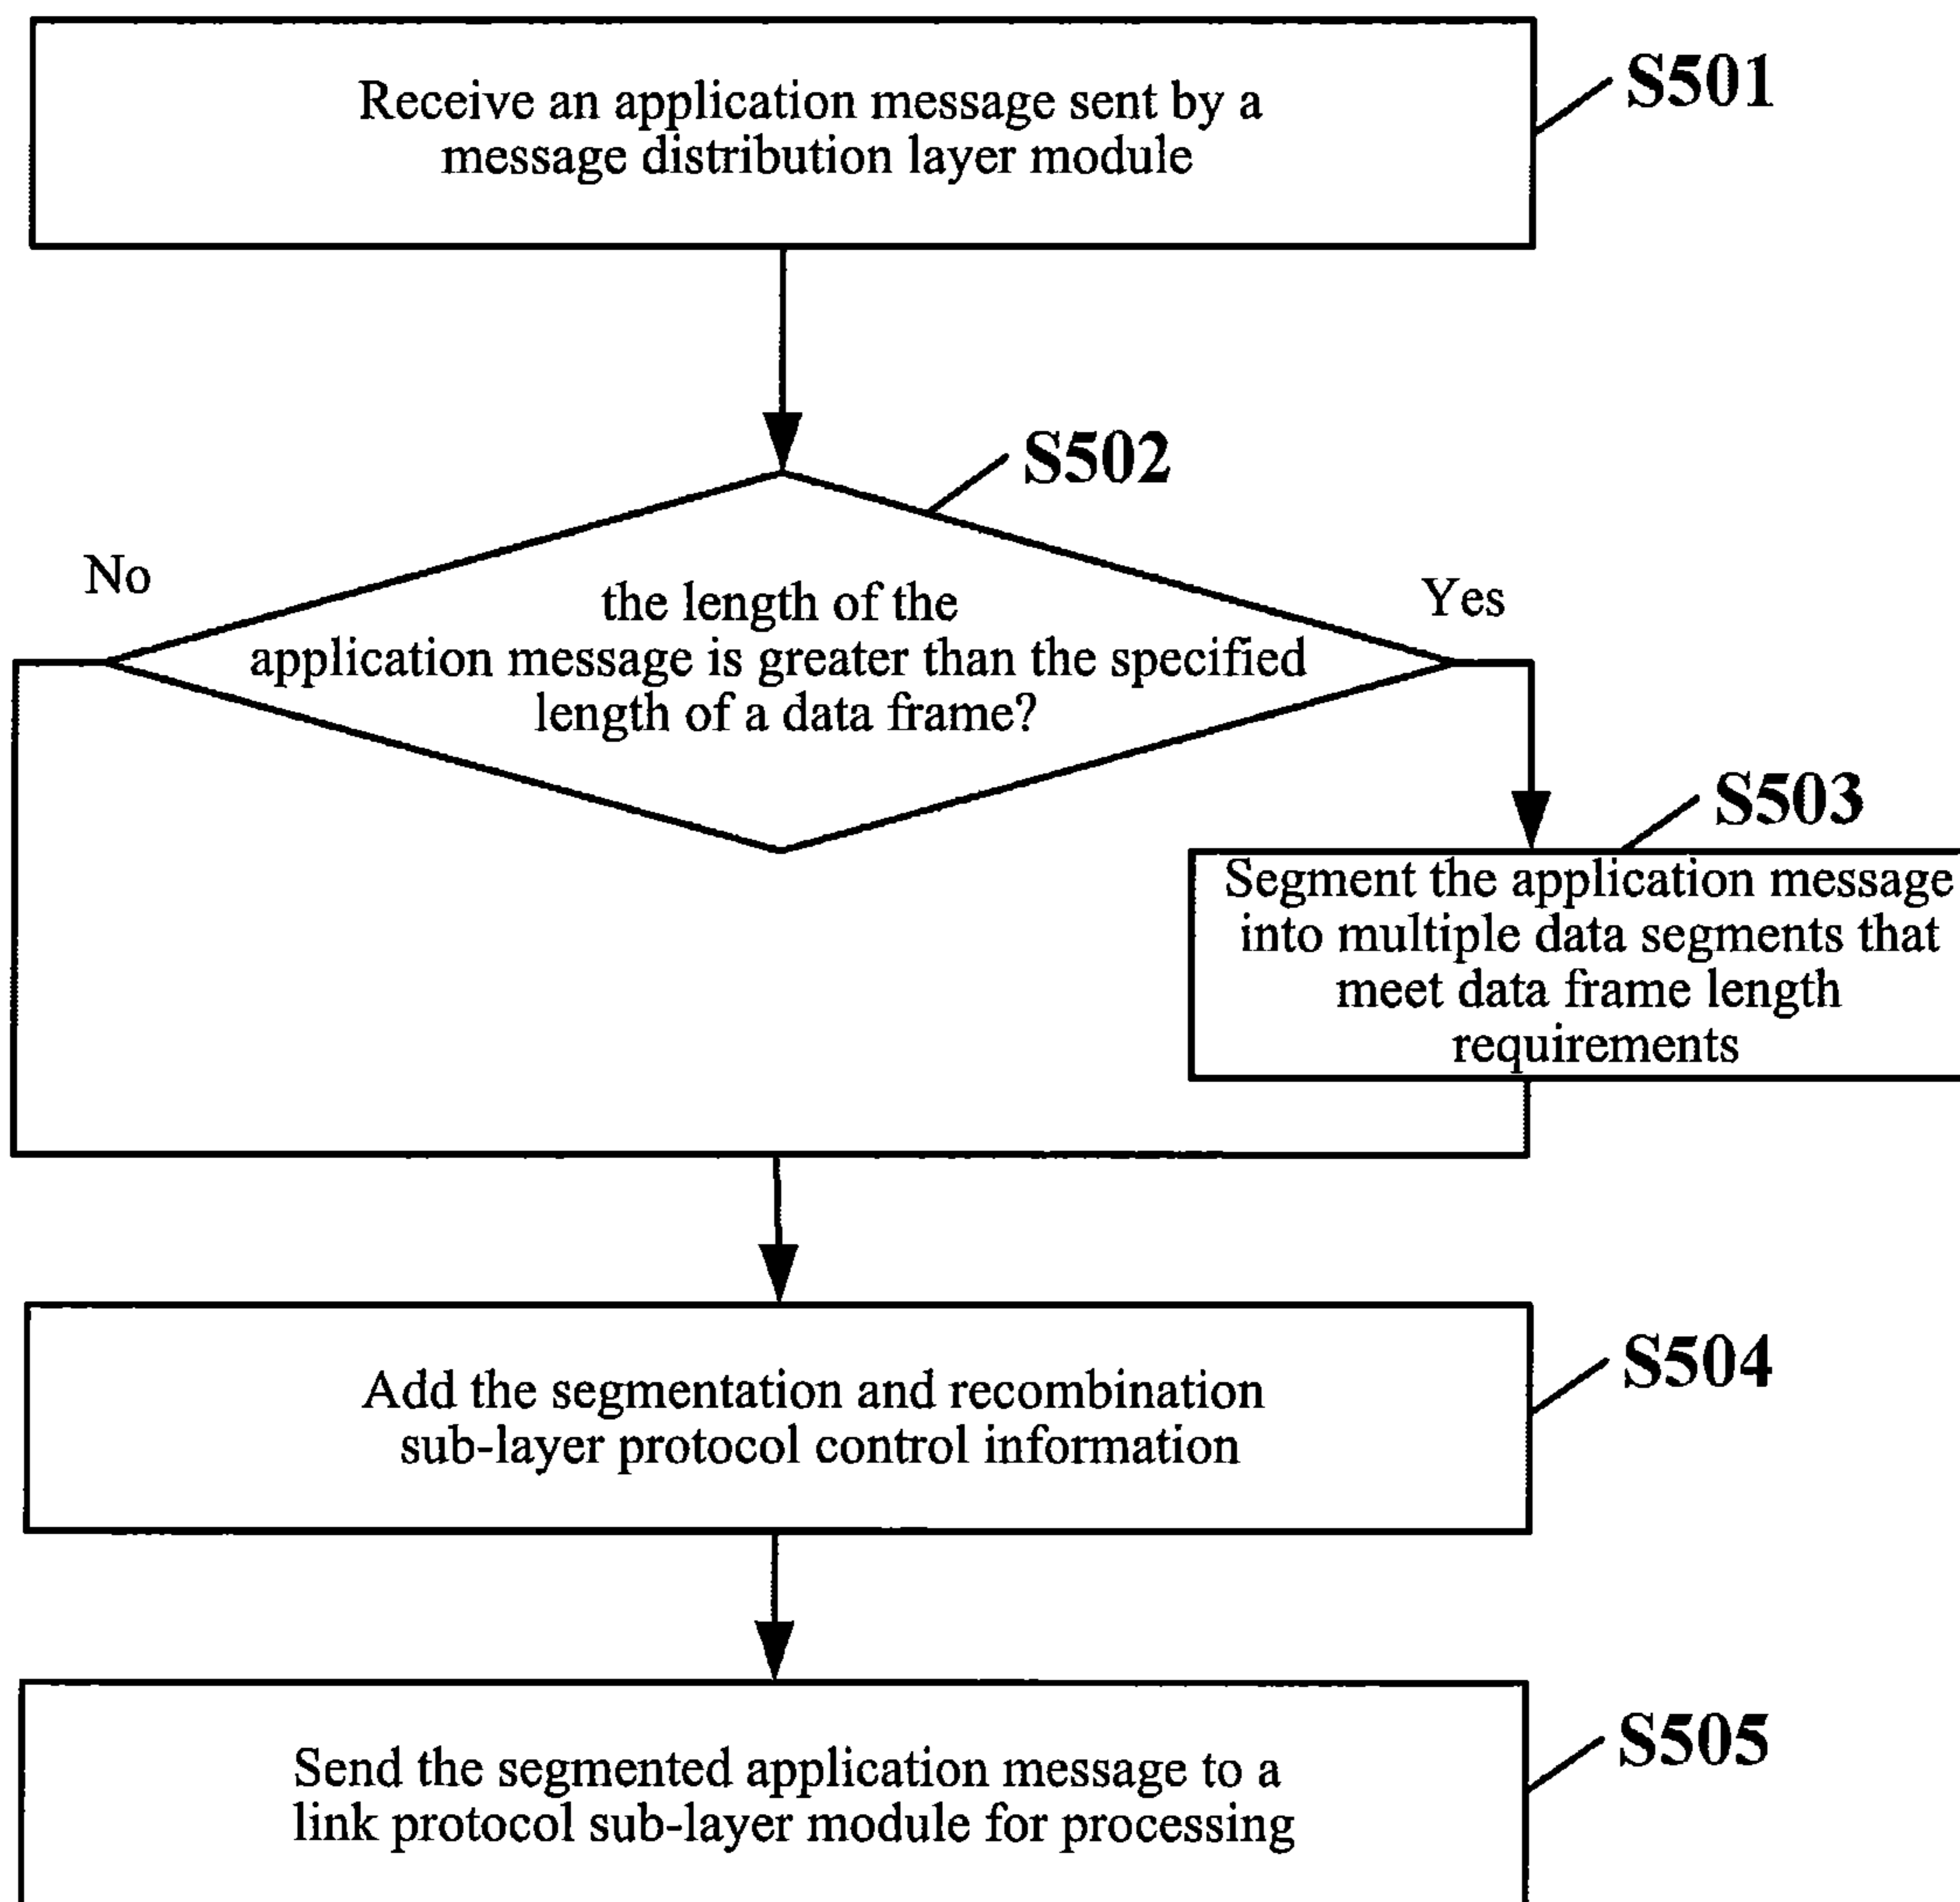 Receive an application message sent by a
message distribution layer module
S501
S502
No
the length of the
application message is greater than the specified
length of a data frame?
Yes
S503
Segment the application message
into multiple data segments that
meet data frame length
requirements
Add the segmentation and recombination
sub-layer protocol control information
S504
Send the segmented application message to a
link protocol sub-layer module for processing
S505